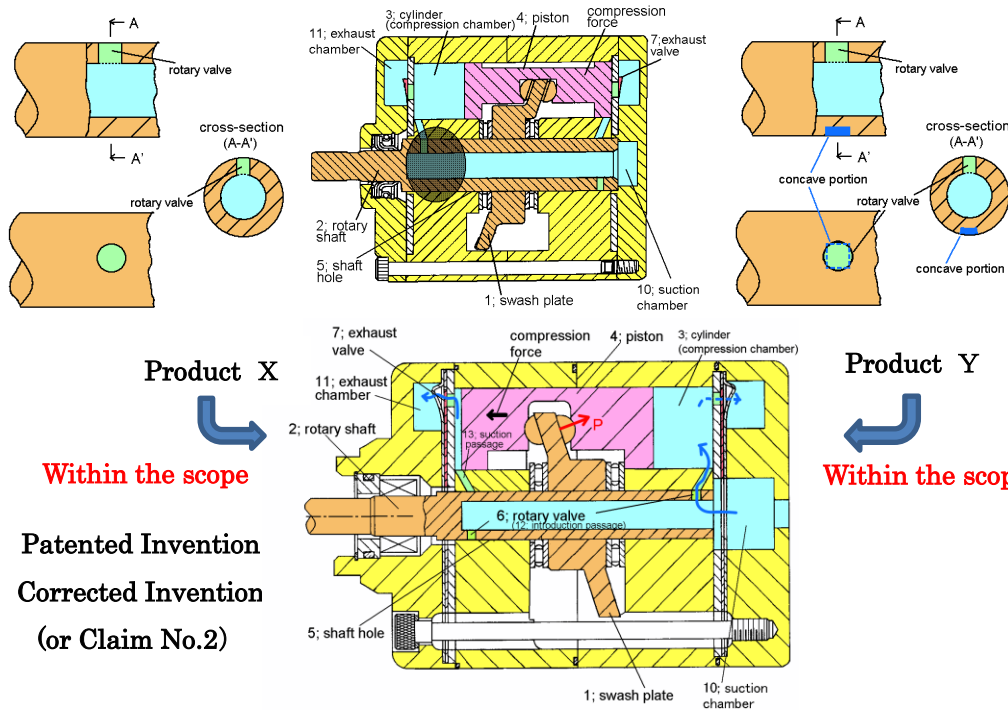 A
rotary valve
cross-section
(A-A')
A'
rotary valve
3; cylinder
(compression chamber)
11; exhaust
chamber
4; piston
compression
force
7;exhaust
valve
2; rotary
shaft
5; shaft
hole
1; swash plate
10; suction
chamber
A
rotary valve
cross-section
(A-A')
A'
concave portion
rotary valve
concave portion
Product X
Within the scope
Patented Invention
Corrected Invention
(or Claim No.2)
7; exhaust
valve
compression
force
4; piston
3; cylinder
(compression chamber)
11; exhaust
chamber
2; rotary shaft
P
13; suction
passage
6; rotary valve
(12; introduction passage)
5; shaft hole
1; swash plate
10; suction
chamber
Product Y
Within the scop